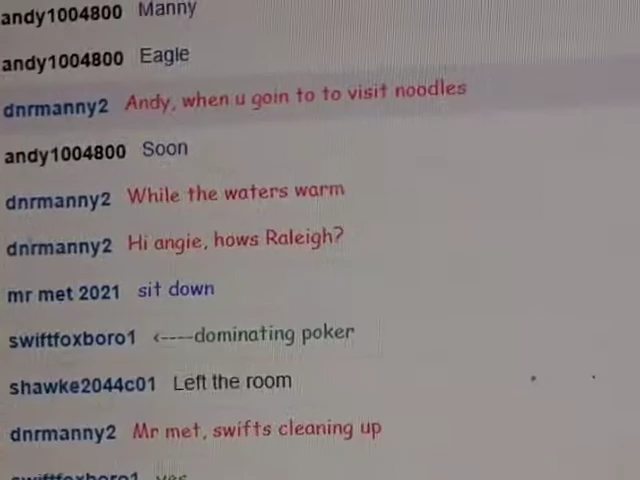 andy1004800 Manny
andy1004800 Eagle
dnrmanny2 Andy, when u goin to to visit noodles
andy1004800 Soon
dnrmanny2 While the waters warm
dnrmanny2 Hi angie, hows Raleigh?
mr met 2021 sit down
swiftfoxboro1 <----dominating poker
shawke2044c01 Left the room
dnrmanny2 Mr met, swifts cleaning up
swiftfoxboro1 yes